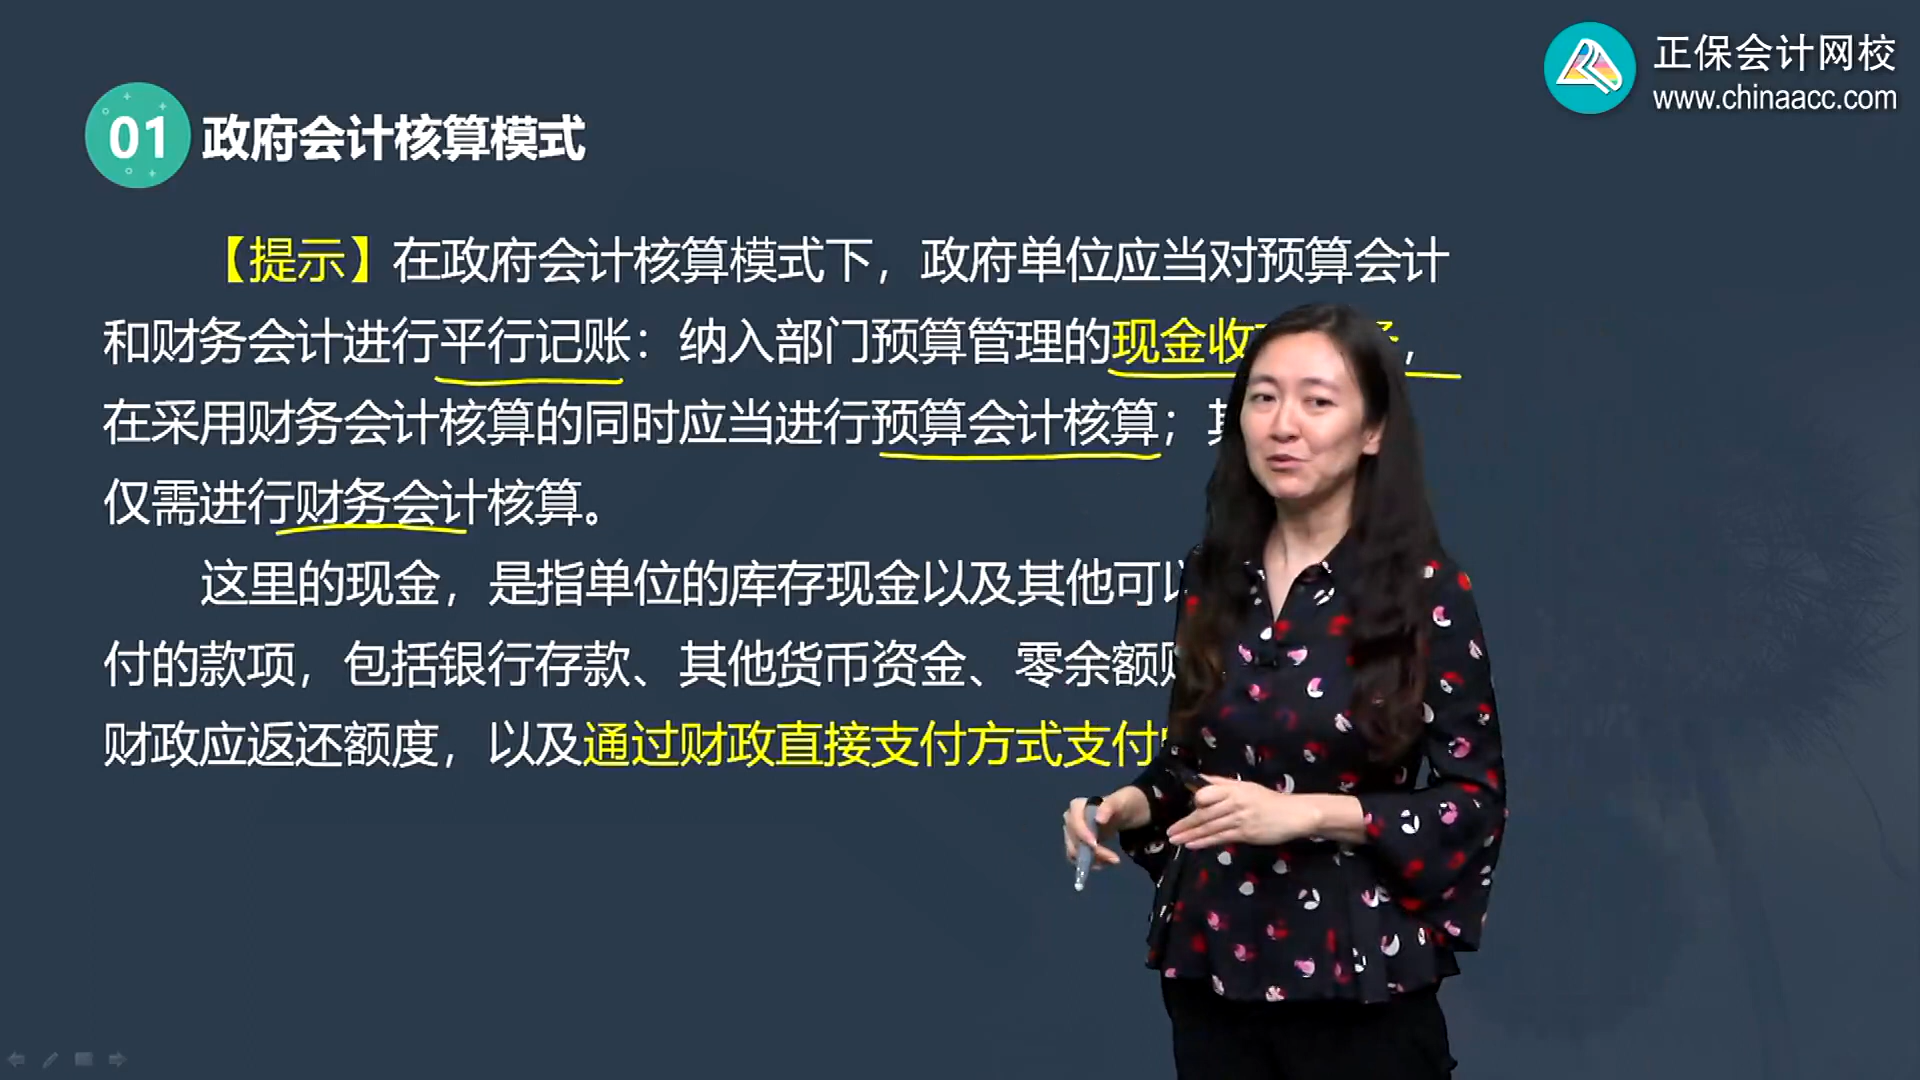 正保会计网校
www.chinaacc.com
01 政府会计核算模式
【提示】在政府会计核算模式下，政府单位应当对预算会计
和财务会计进行平行记账：纳入部门预算管理的现金收
在采用财务会计核算的同时应当进行预算会计核算；
仅需进行财务会计核算。
这里的现金，是指单位的库存现金以及其他可
付的款项，包括银行存款、其他货币资金、零余额
财政应返还额度，以及通过财政直接支付方式支付